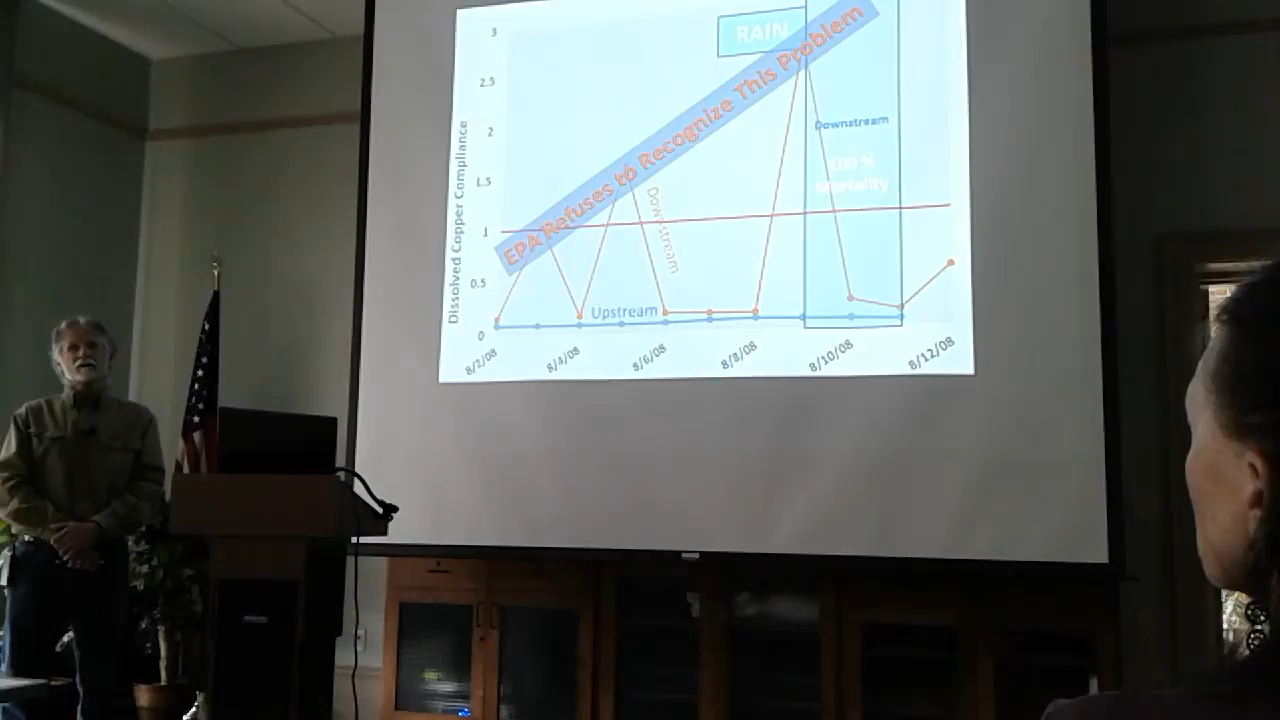 3
RAIN
2.5
2
1.5
1
0.5
0
Dissolved Copper Compliance
EPA Refuses to Recognize This Problem
Downstream
100 %
Mortality
Downstream
Upstream
8/2/08
8/4/08
8/6/08
8/8/08
8/10/08
8/12/08